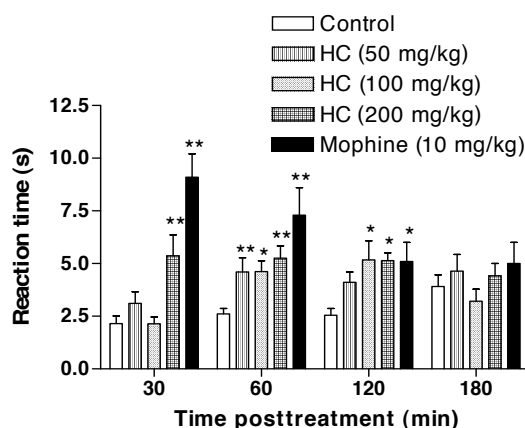 Control
HC (50 mg/kg)
HC (100 mg/kg)
HC (200 mg/kg)
Mophine (10 mg/kg)
Reaction time (s)
12.5
10.0
7.5
5.0
2.5
0.0
**
**
**
**
*
**
*
*
*
30 60 120 180
Time posttreatment (min)